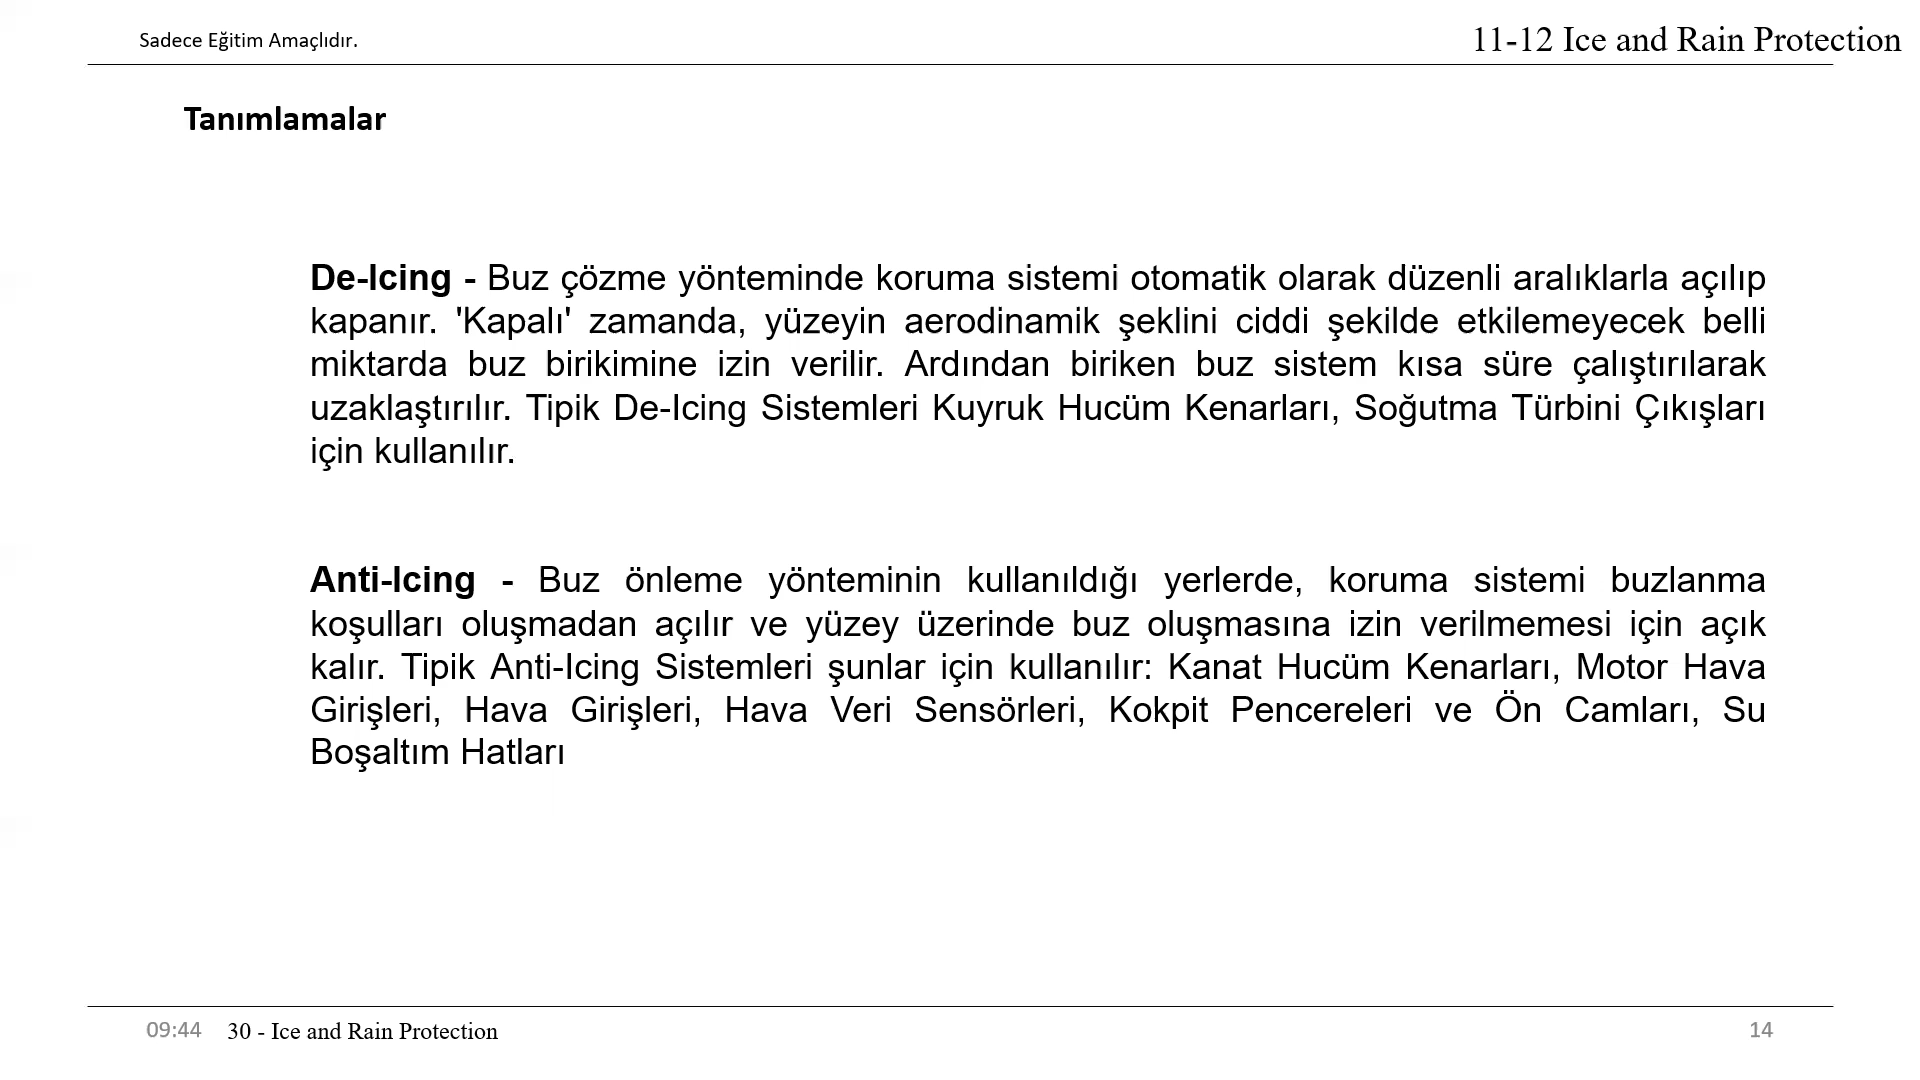 Sadece Eğitim Amaçlıdır.
11-12 Ice and Rain Protection
Tanımlamalar
De-Icing - Buz çözme yönteminde koruma sistemi otomatik olarak düzenli aralıklarla açılıp
kapanır. 'Kapalı' zamanda, yüzeyin aerodinamik şeklini ciddi şekilde etkilemeyecek belli
miktarda buz birikimine izin verilir. Ardından biriken buz sistem kısa süre çalıştırılarak
uzaklaştırılır. Tipik De-Icing Sistemleri Kuyruk Hucüm Kenarları, Soğutma Türbini Çıkışları
için kullanılır.
Anti-Icing - Buz önleme yönteminin kullanıldığı yerlerde, koruma sistemi buzlanma
koşulları oluşmadan açılır ve yüzey üzerinde buz oluşmasına izin verilmemesi için açık
kalır. Tipik Anti-Icing Sistemleri şunlar için kullanılır: Kanat Hucüm Kenarları, Motor Hava
Girişleri, Hava Girişleri, Hava Veri Sensörleri, Kokpit Pencereleri ve Ön Camları, Su
Boşaltım Hatları
09:44 30 - Ice and Rain Protection
14